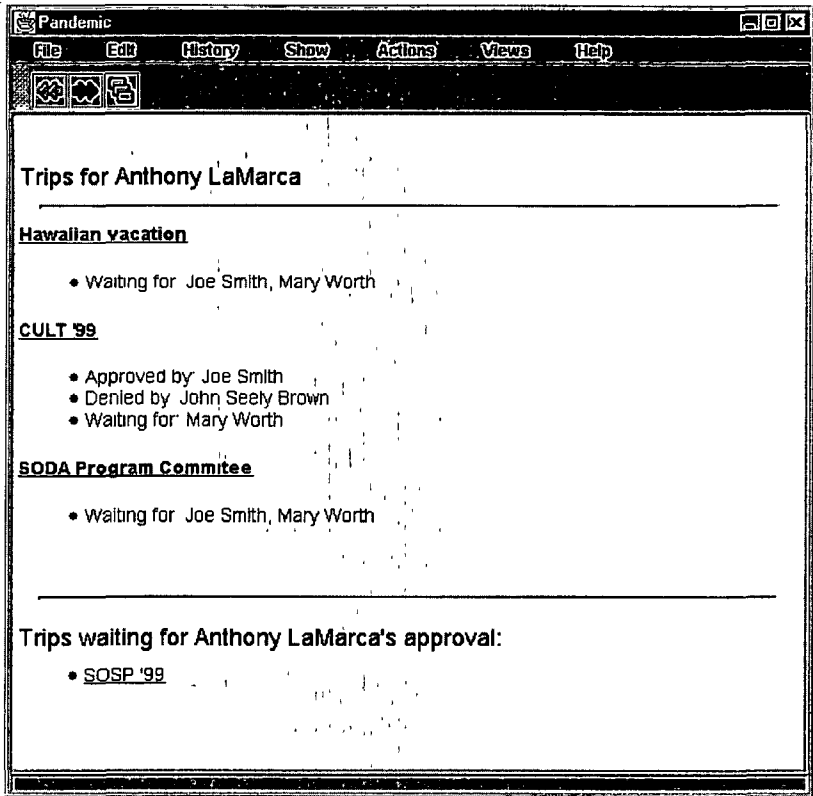 Pandemic
File Edit History Show Actions Views Help
Trips for Anthony LaMarca
Hawaiian vacation
• Waiting for Joe Smith, Mary Worth
CULT '99
• Approved by: Joe Smith
• Denied by John Seely Brown
• Waiting for: Mary Worth
SODA Program Commitee
• Waiting for Joe Smith, Mary Worth
Trips waiting for Anthony LaMarca's approval:
• SOSP '99